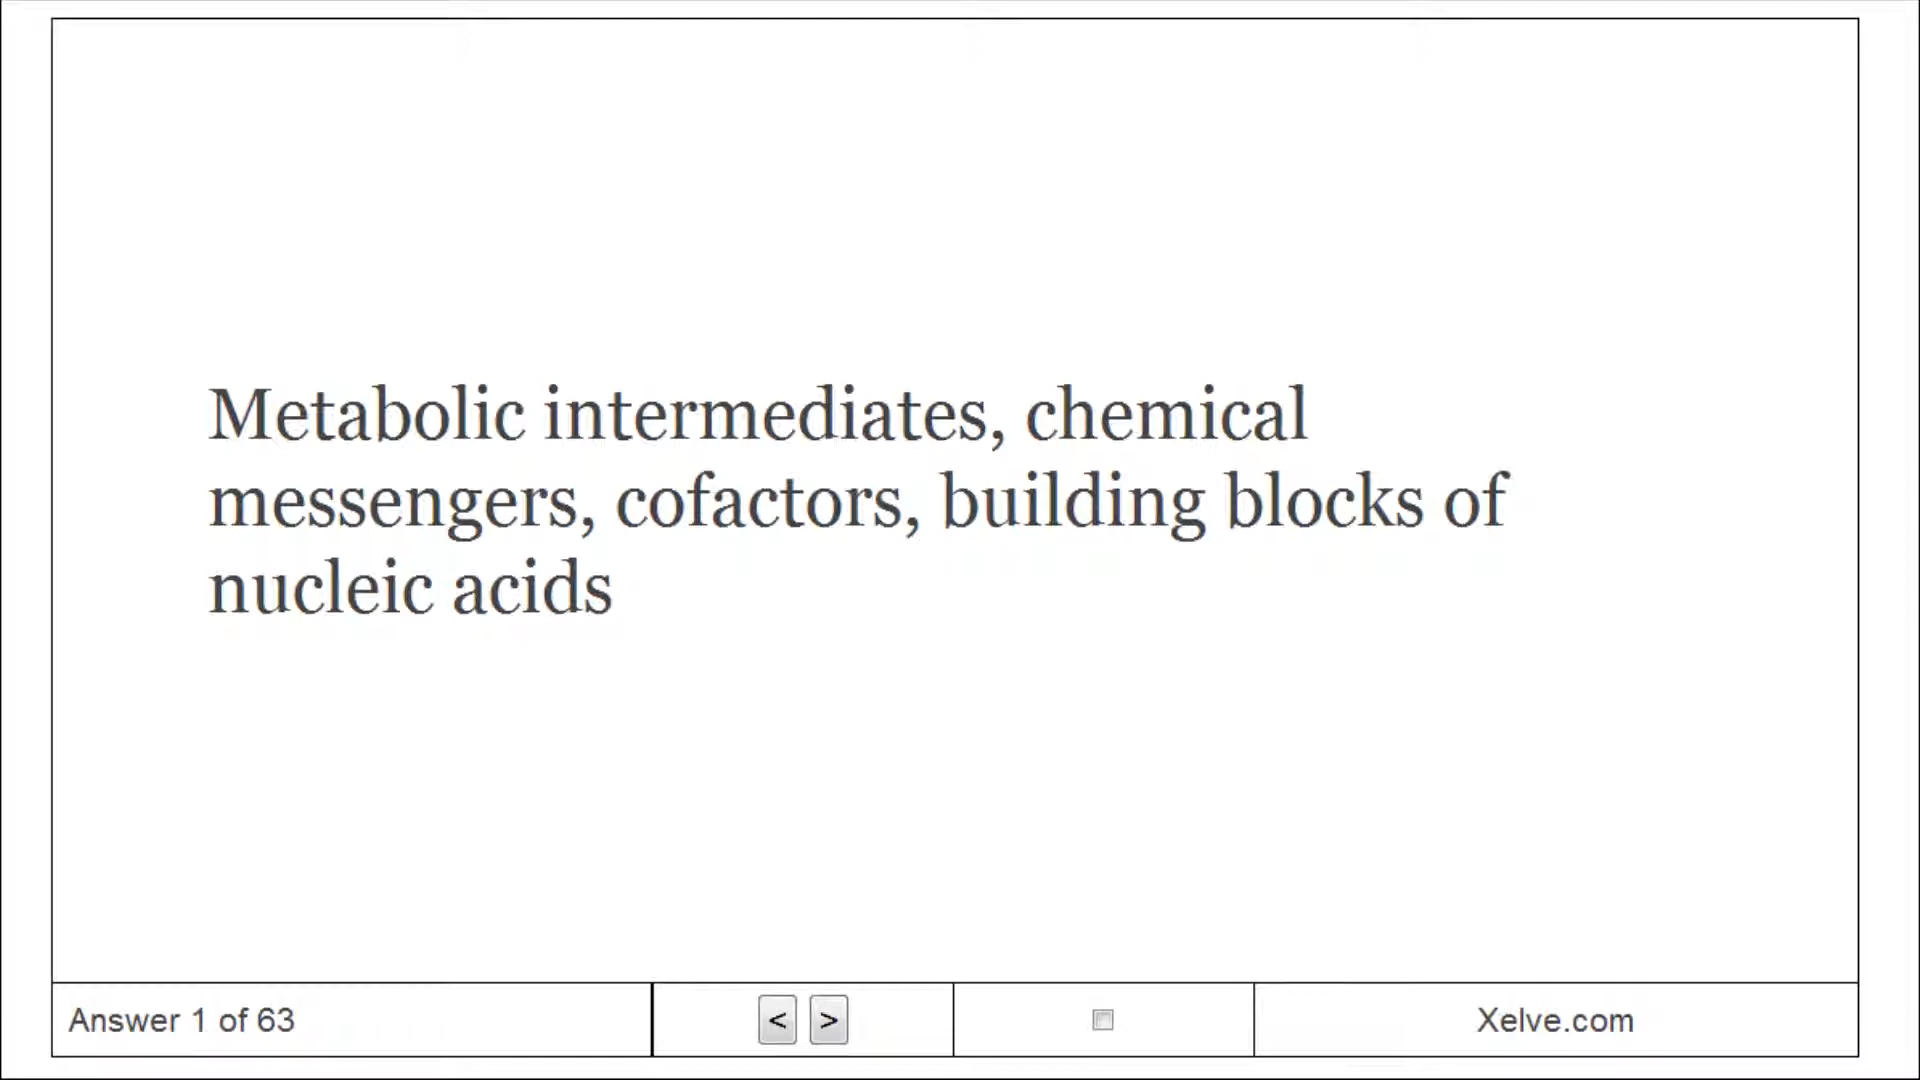 Metabolic intermediates, chemical
messengers, cofactors, building blocks of
nucleic acids
Answer 1 of 63
<
>
Xelve.com